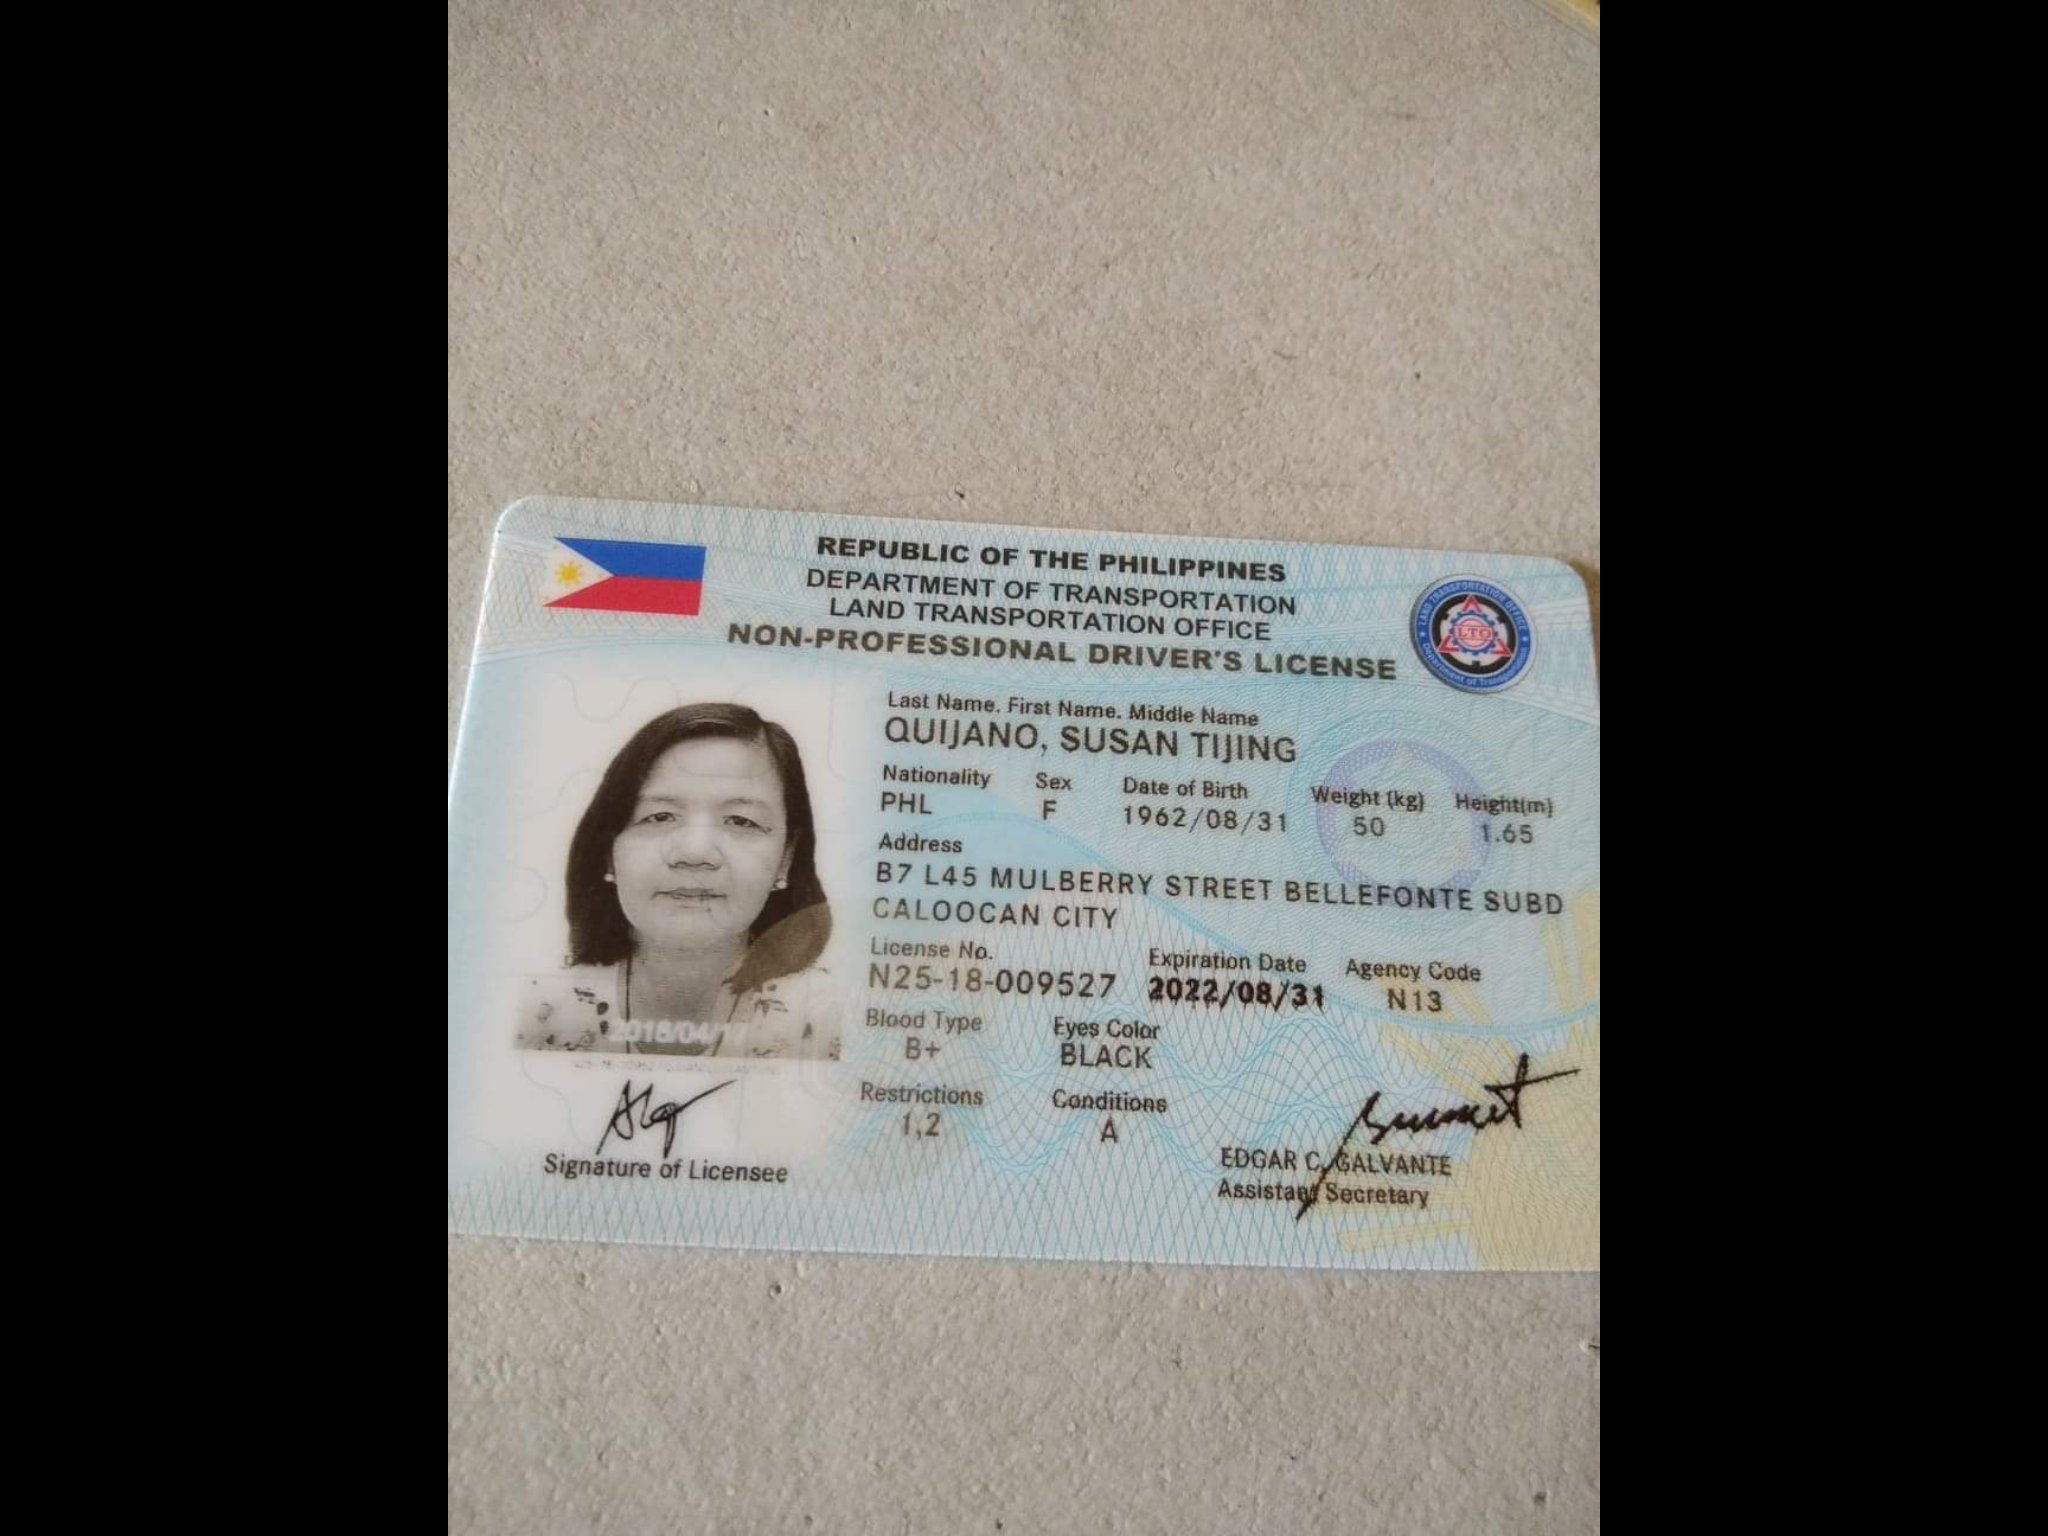 REPUBLIC OF THE PHILIPPINES
DEPARTMENT OF TRANSPORTATION
LAND TRANSPORTATION OFFICE
NON-PROFESSIONAL DRIVER'S LICENSE
LAND TRANSPORTATION OFFICE
LTO
Department of Transportation
Last Name. First Name. Middle Name
QUIJANO, SUSAN TIJING
Nationality Sex Date of Birth Weight (kg) Height(m)
PHL F 1962/08/31 50 1.65
Address
B7 L45 MULBERRY STREET BELLEFONTE SUBD
CALOOCAN CITY
License No. Expiration Date Agency Code
N25-18-009527 2022/08/31 N13
Blood Type Eyes Color
B+ BLACK
Restrictions Conditions
1,2 A
Signature of Licensee
EDGAR C. GALVANTE
Assistant Secretary